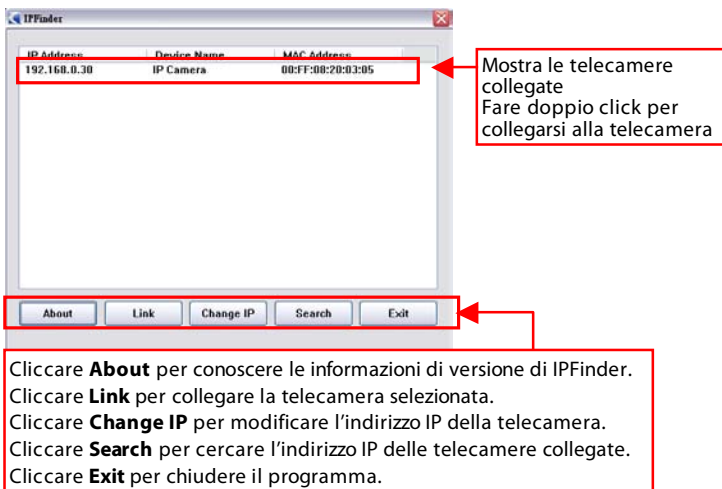 IPFinder
IP Address Device Name MAC Address
192.168.0.30 IP Camera 00:FF:08:20:03:05
Mostra le telecamere
collegate
Fare doppio click per
collegarsi alla telecamera
About Link Change IP Search Exit
Cliccare About per conoscere le informazioni di versione di IPFinder.
Cliccare Link per collegare la telecamera selezionata.
Cliccare Change IP per modificare l’indirizzo IP della telecamera.
Cliccare Search per cercare l’indirizzo IP delle telecamere collegate.
Cliccare Exit per chiudere il programma.